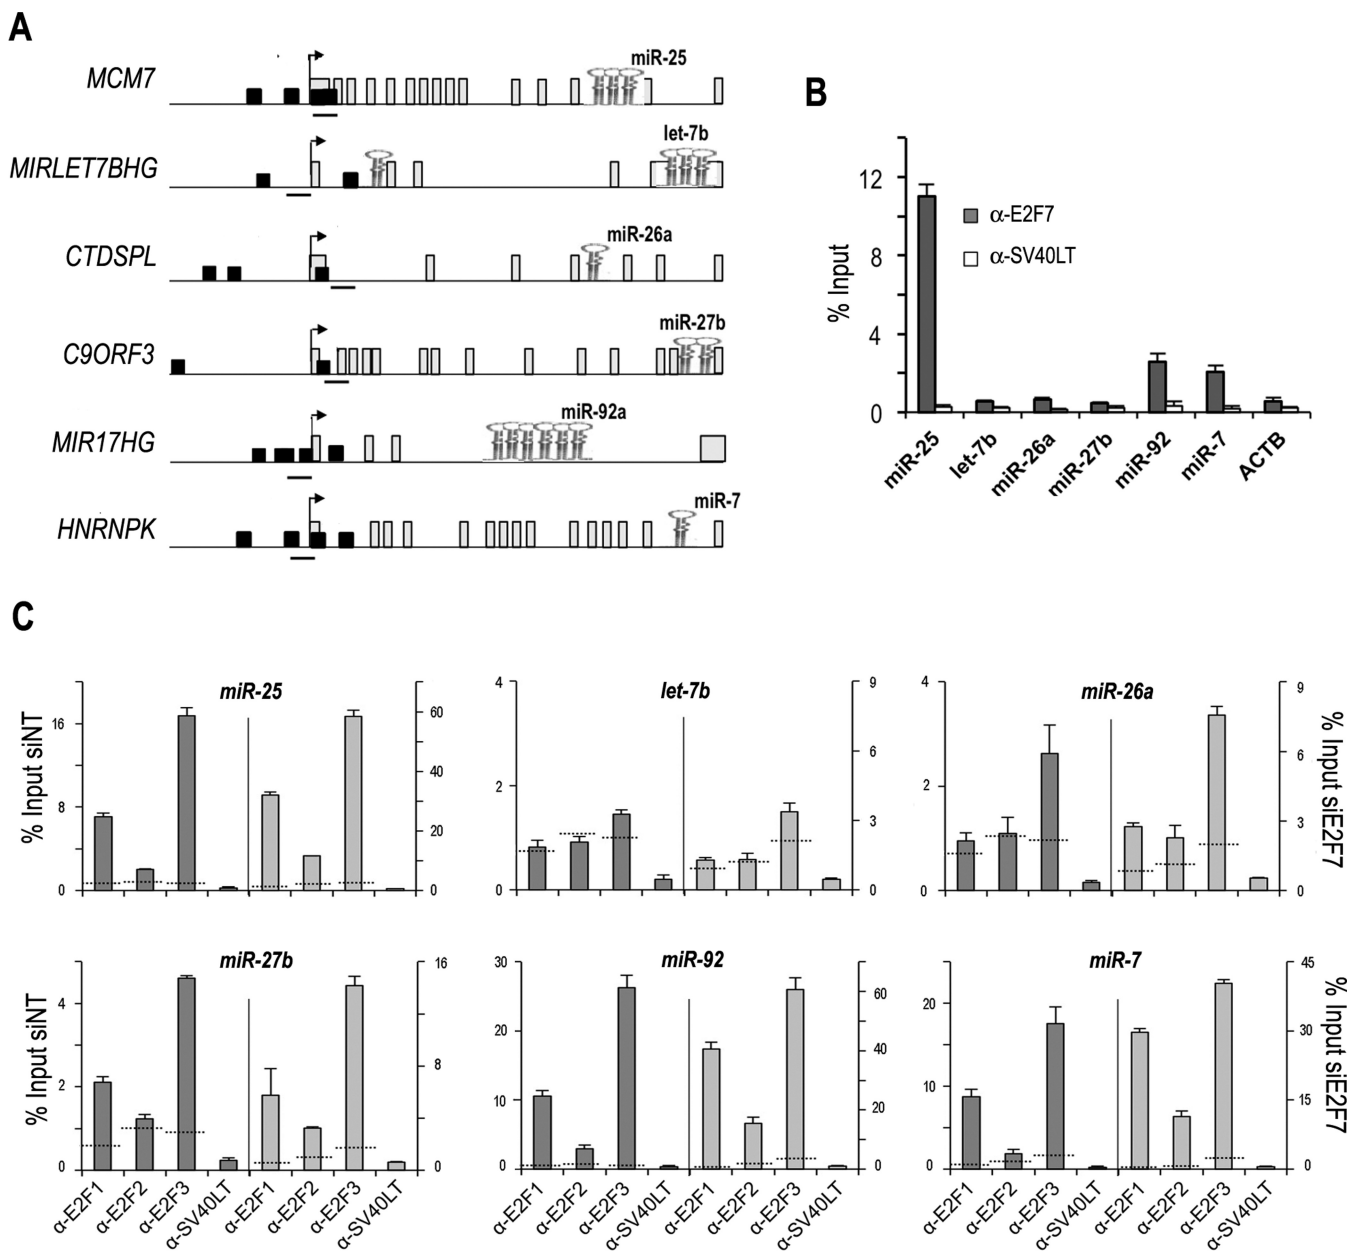 A
MCM7
miR-25
MIRLET7BHG
let-7b
CTDSPL
miR-26a
C9ORF3
miR-27b
MIR17HG
miR-92a
HNRNPK
miR-7
B
% Input
12
8
4
0
α-E2F7
α-SV40LT
miR-25 let-7b miR-26a miR-27b miR-92 miR-7 ACTB
C
% Input siNT
miR-25
16
8
0
60
40
20
0
let-7b
4
2
0
9
6
3
0
miR-26a
4
2
0
9
6
3
0
% Input siE2F7
% Input siNT
miR-27b
4
2
0
16
8
0
miR-92
30
20
10
0
60
40
20
0
miR-7
20
10
0
45
30
15
0
% Input siE2F7
α-E2F1 α-E2F2 α-E2F3 α-SV40LT α-E2F1 α-E2F2 α-E2F3 α-SV40LT
α-E2F1 α-E2F2 α-E2F3 α-SV40LT α-E2F1 α-E2F2 α-E2F3 α-SV40LT
α-E2F1 α-E2F2 α-E2F3 α-SV40LT α-E2F1 α-E2F2 α-E2F3 α-SV40LT